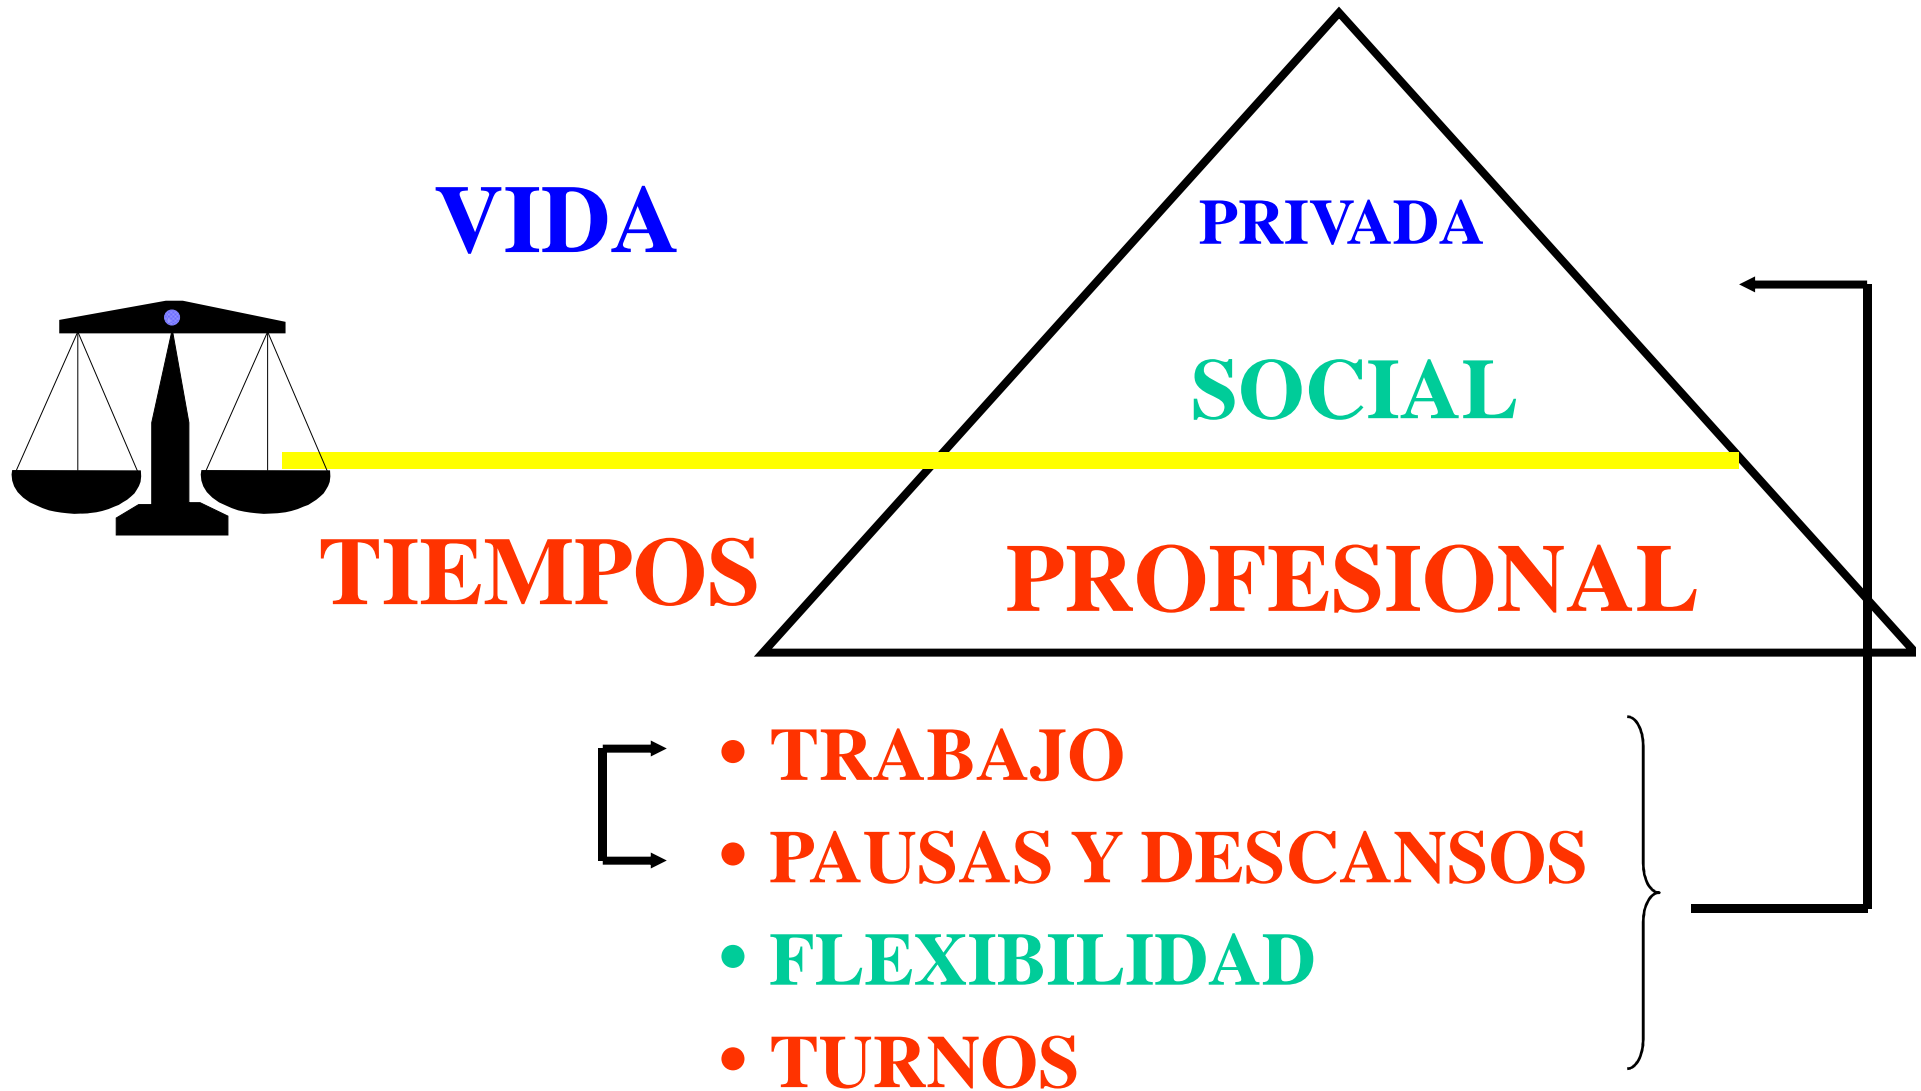 VIDA
PRIVADA
SOCIAL
TIEMPOS
PROFESIONAL
• TRABAJO
• PAUSAS Y DESCANSOS
• FLEXIBILIDAD
• TURNOS